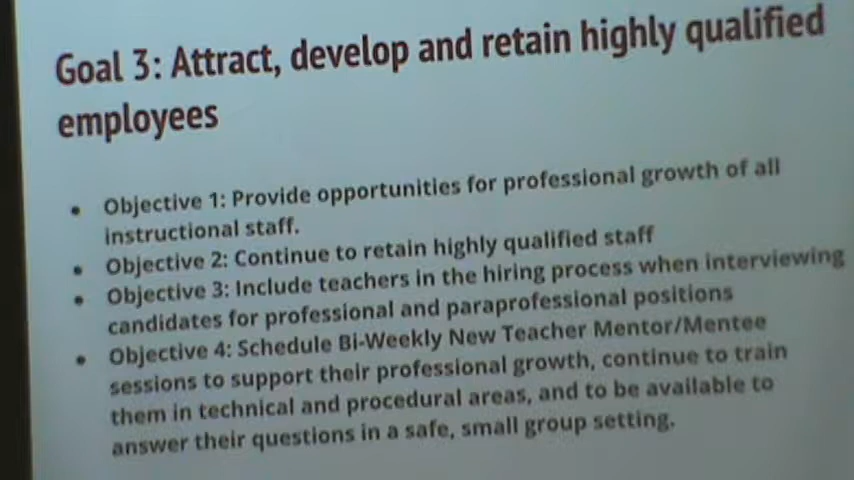 Goal 3: Attract, develop and retain highly qualified
employees
• Objective 1: Provide opportunities for professional growth of all
instructional staff.
• Objective 2: Continue to retain highly qualified staff
• Objective 3: Include teachers in the hiring process when interviewing
candidates for professional and paraprofessional positions
• Objective 4: Schedule Bi-Weekly New Teacher Mentor/Mentee
sessions to support their professional growth, continue to train
them in technical and procedural areas, and to be available to
answer their questions in a safe, small group setting.